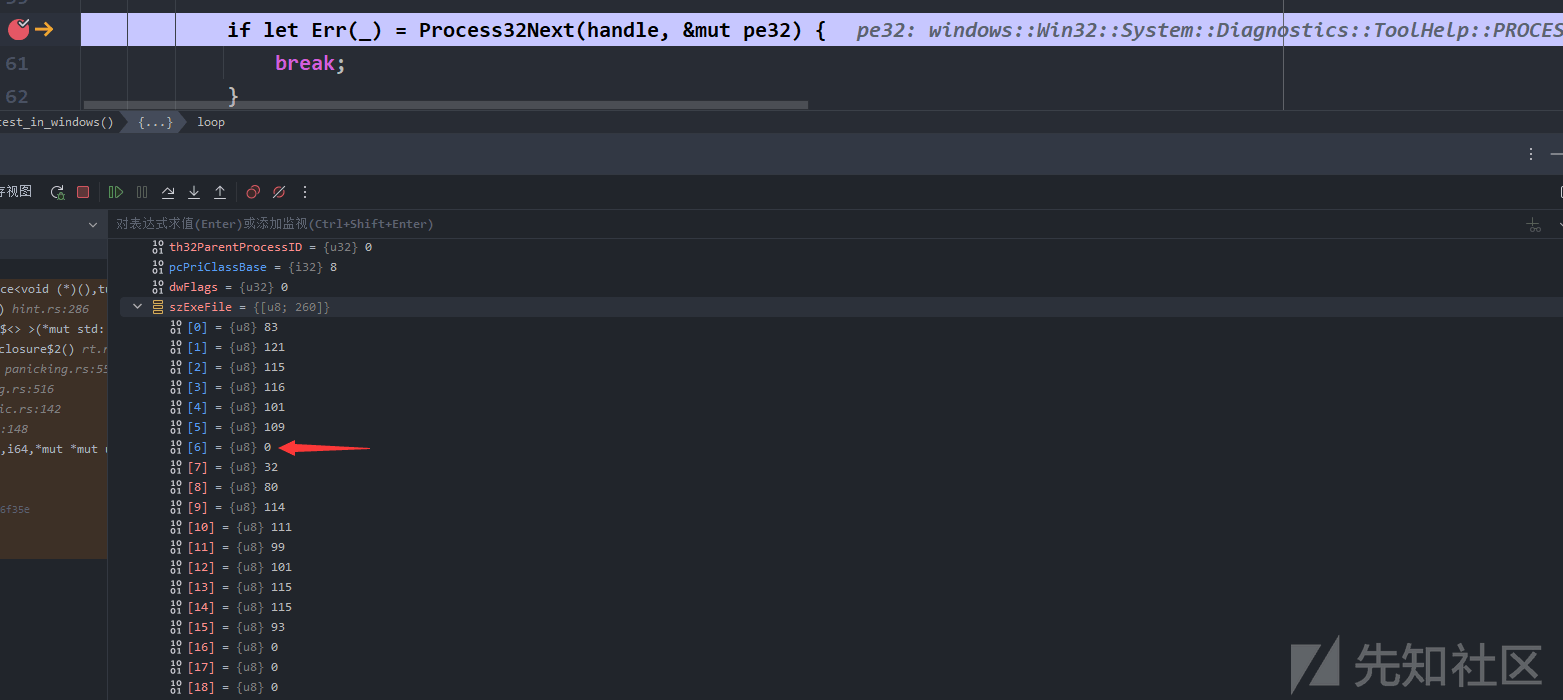 if let Err(_) = Process32Next(handle, &mut pe32) { pe32: windows::Win32::System::Diagnostics::ToolHelp::PROCES
61 break;
62 }
test_in_windows() {...} loop
存视图
对表达式求值(Enter)或添加监视(Ctrl+Shift+Enter)
th32ParentProcessID = {u32} 0
pcPriClassBase = {i32} 8
dwFlags = {u32} 0
ce<void (*)(),tu
szExeFile = {[u8; 260]}
) hint.rs:286
[0] = {u8} 83
$<> >(*mut std:
[1] = {u8} 121
closure$2() rt.r
[2] = {u8} 115
panicking.rs:55
[3] = {u8} 116
g.rs:516
[4] = {u8} 101
ic.rs:142
[5] = {u8} 109
:148
[6] = {u8} 0
,i64,*mut *mut u
[7] = {u8} 32
[8] = {u8} 80
[9] = {u8} 114
6f35e
[10] = {u8} 111
[11] = {u8} 99
[12] = {u8} 101
[13] = {u8} 115
[14] = {u8} 115
[15] = {u8} 93
[16] = {u8} 0
[17] = {u8} 0
[18] = {u8} 0
先知社区